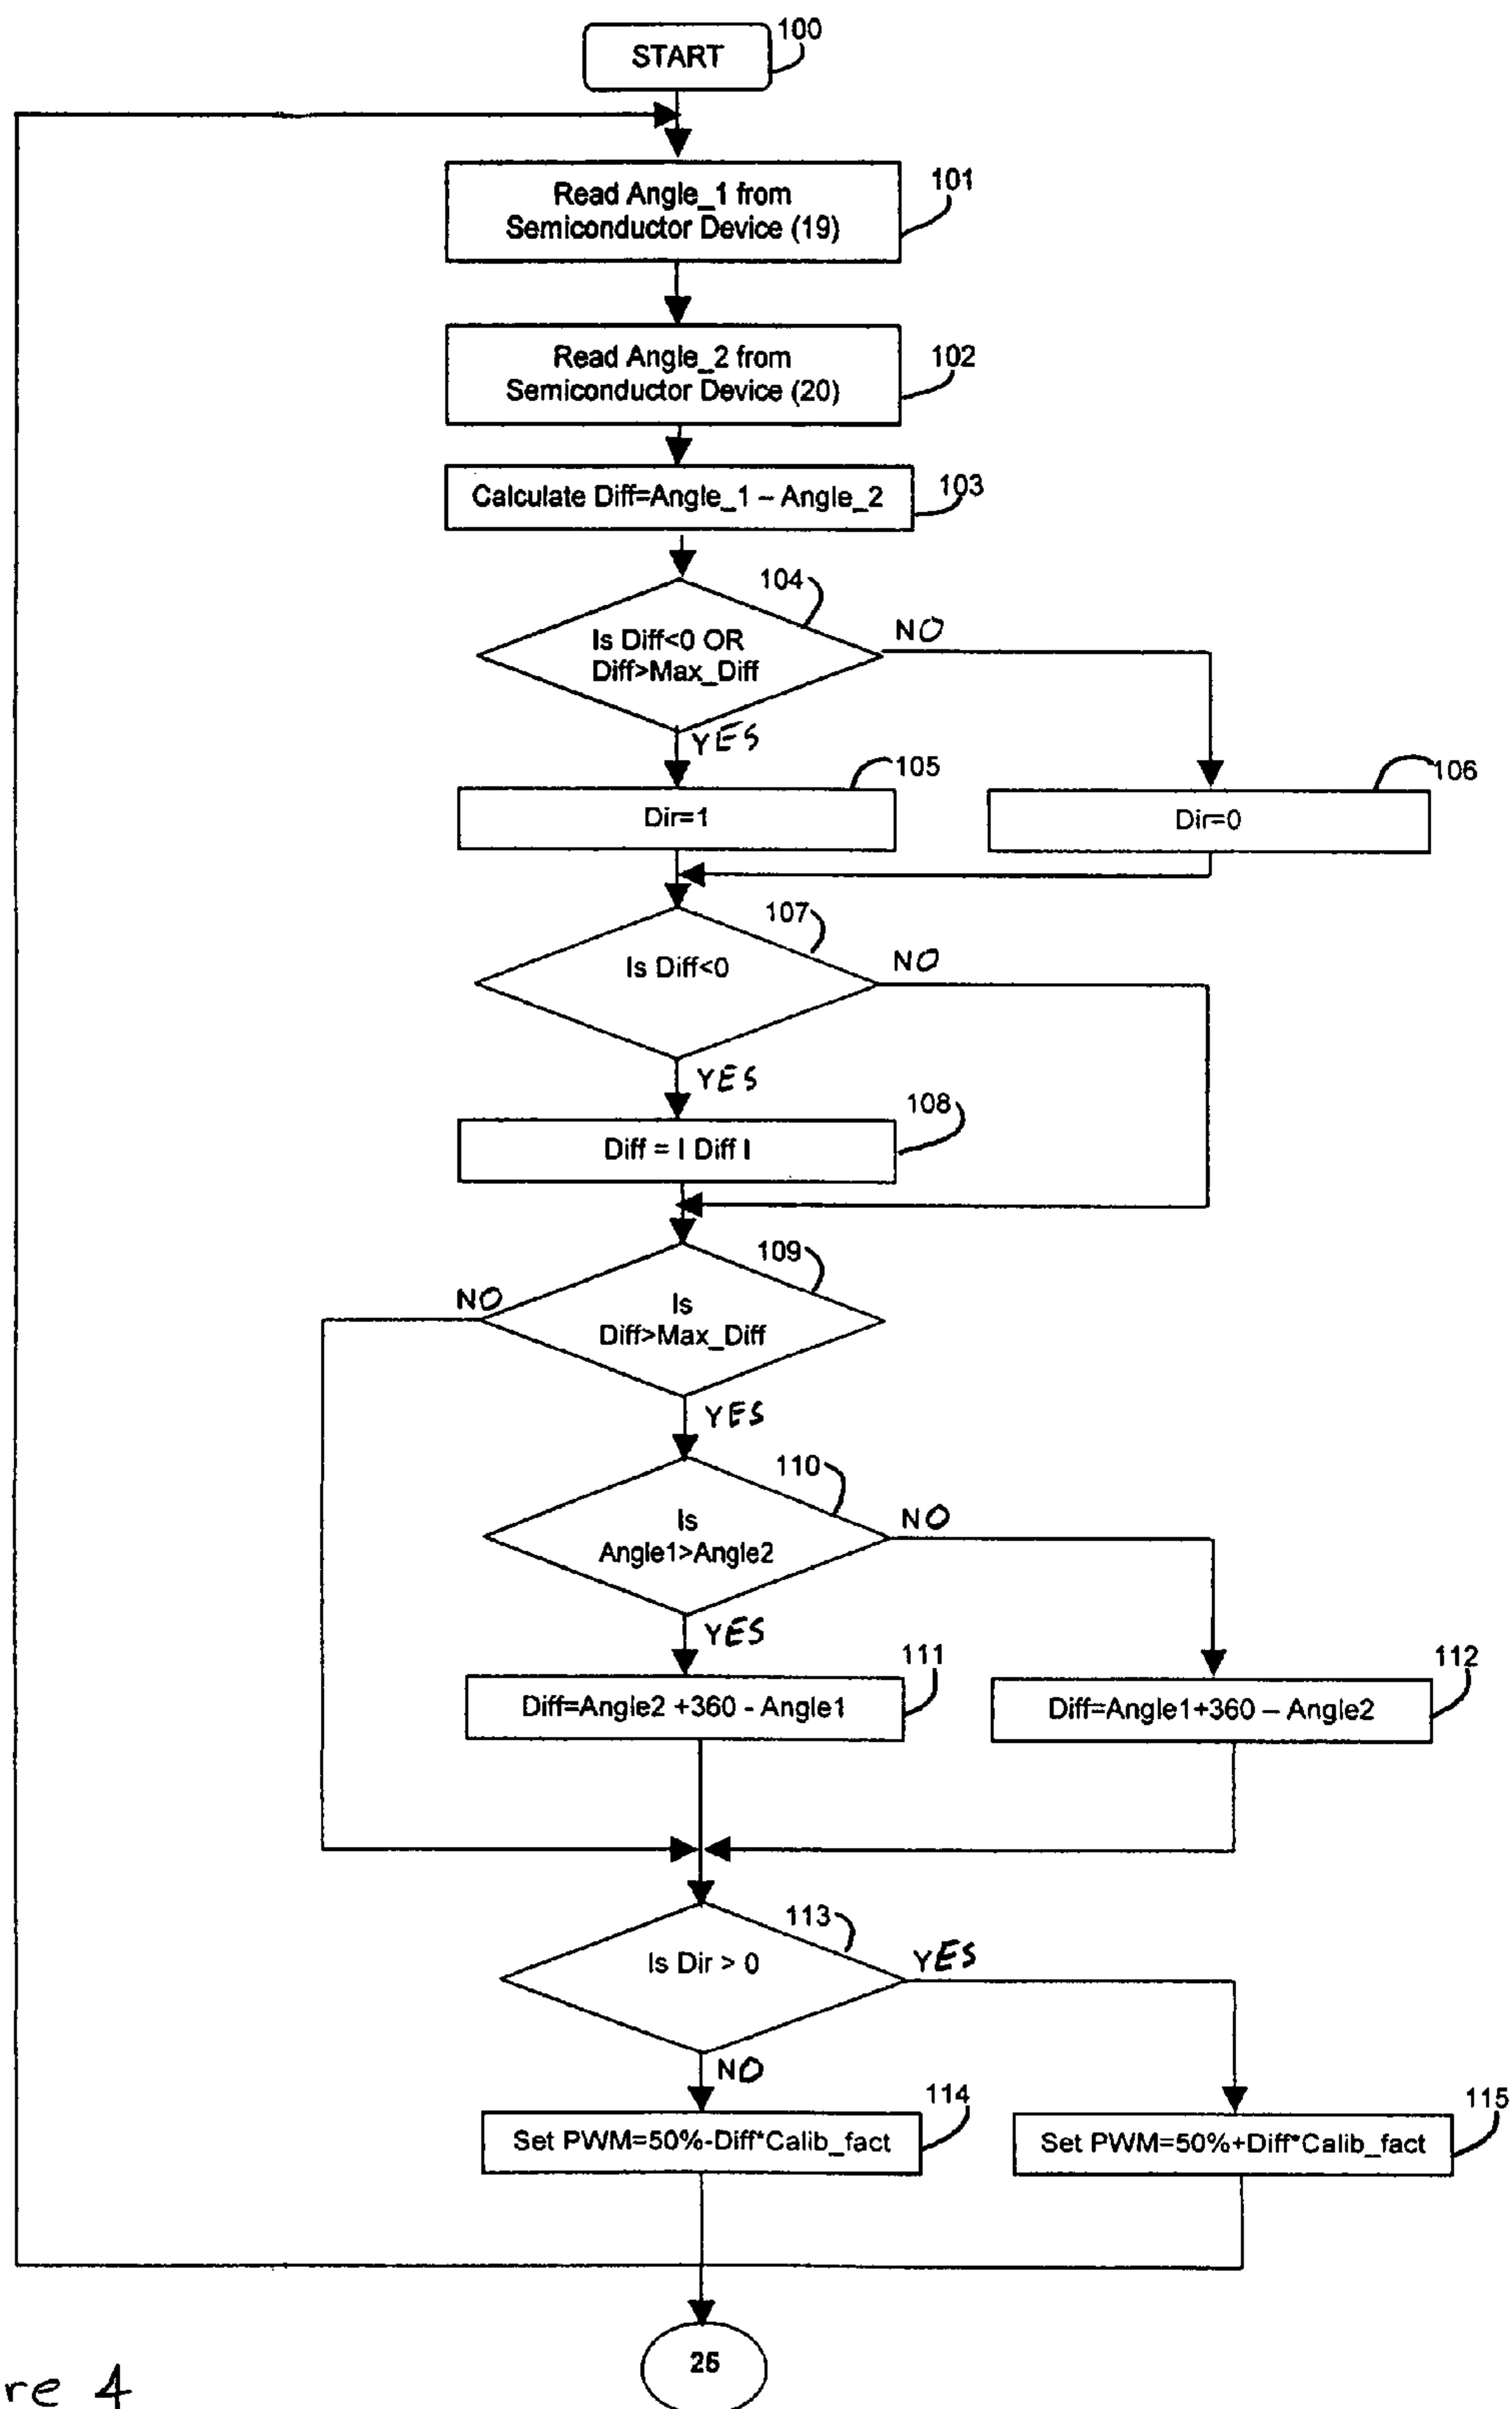 START
100
Read Angle_1 from
Semiconductor Device (19)
101
Read Angle_2 from
Semiconductor Device (20)
102
Calculate Diff=Angle_1 – Angle_2
103
104
Is Diff<0 OR
Diff>Max_Diff
NO
YES
105
106
Dir=1
Dir=0
107
Is Diff<0
NO
YES
108
Diff = I Diff I
109
NO
Is
Diff>Max_Diff
YES
110
Is
Angle1>Angle2
NO
YES
111
112
Diff=Angle2 +360 - Angle1
Diff=Angle1+360 – Angle2
113
Is Dir > 0
YES
NO
114
115
Set PWM=50%-Diff*Calib_fact
Set PWM=50%+Diff*Calib_fact
re 4